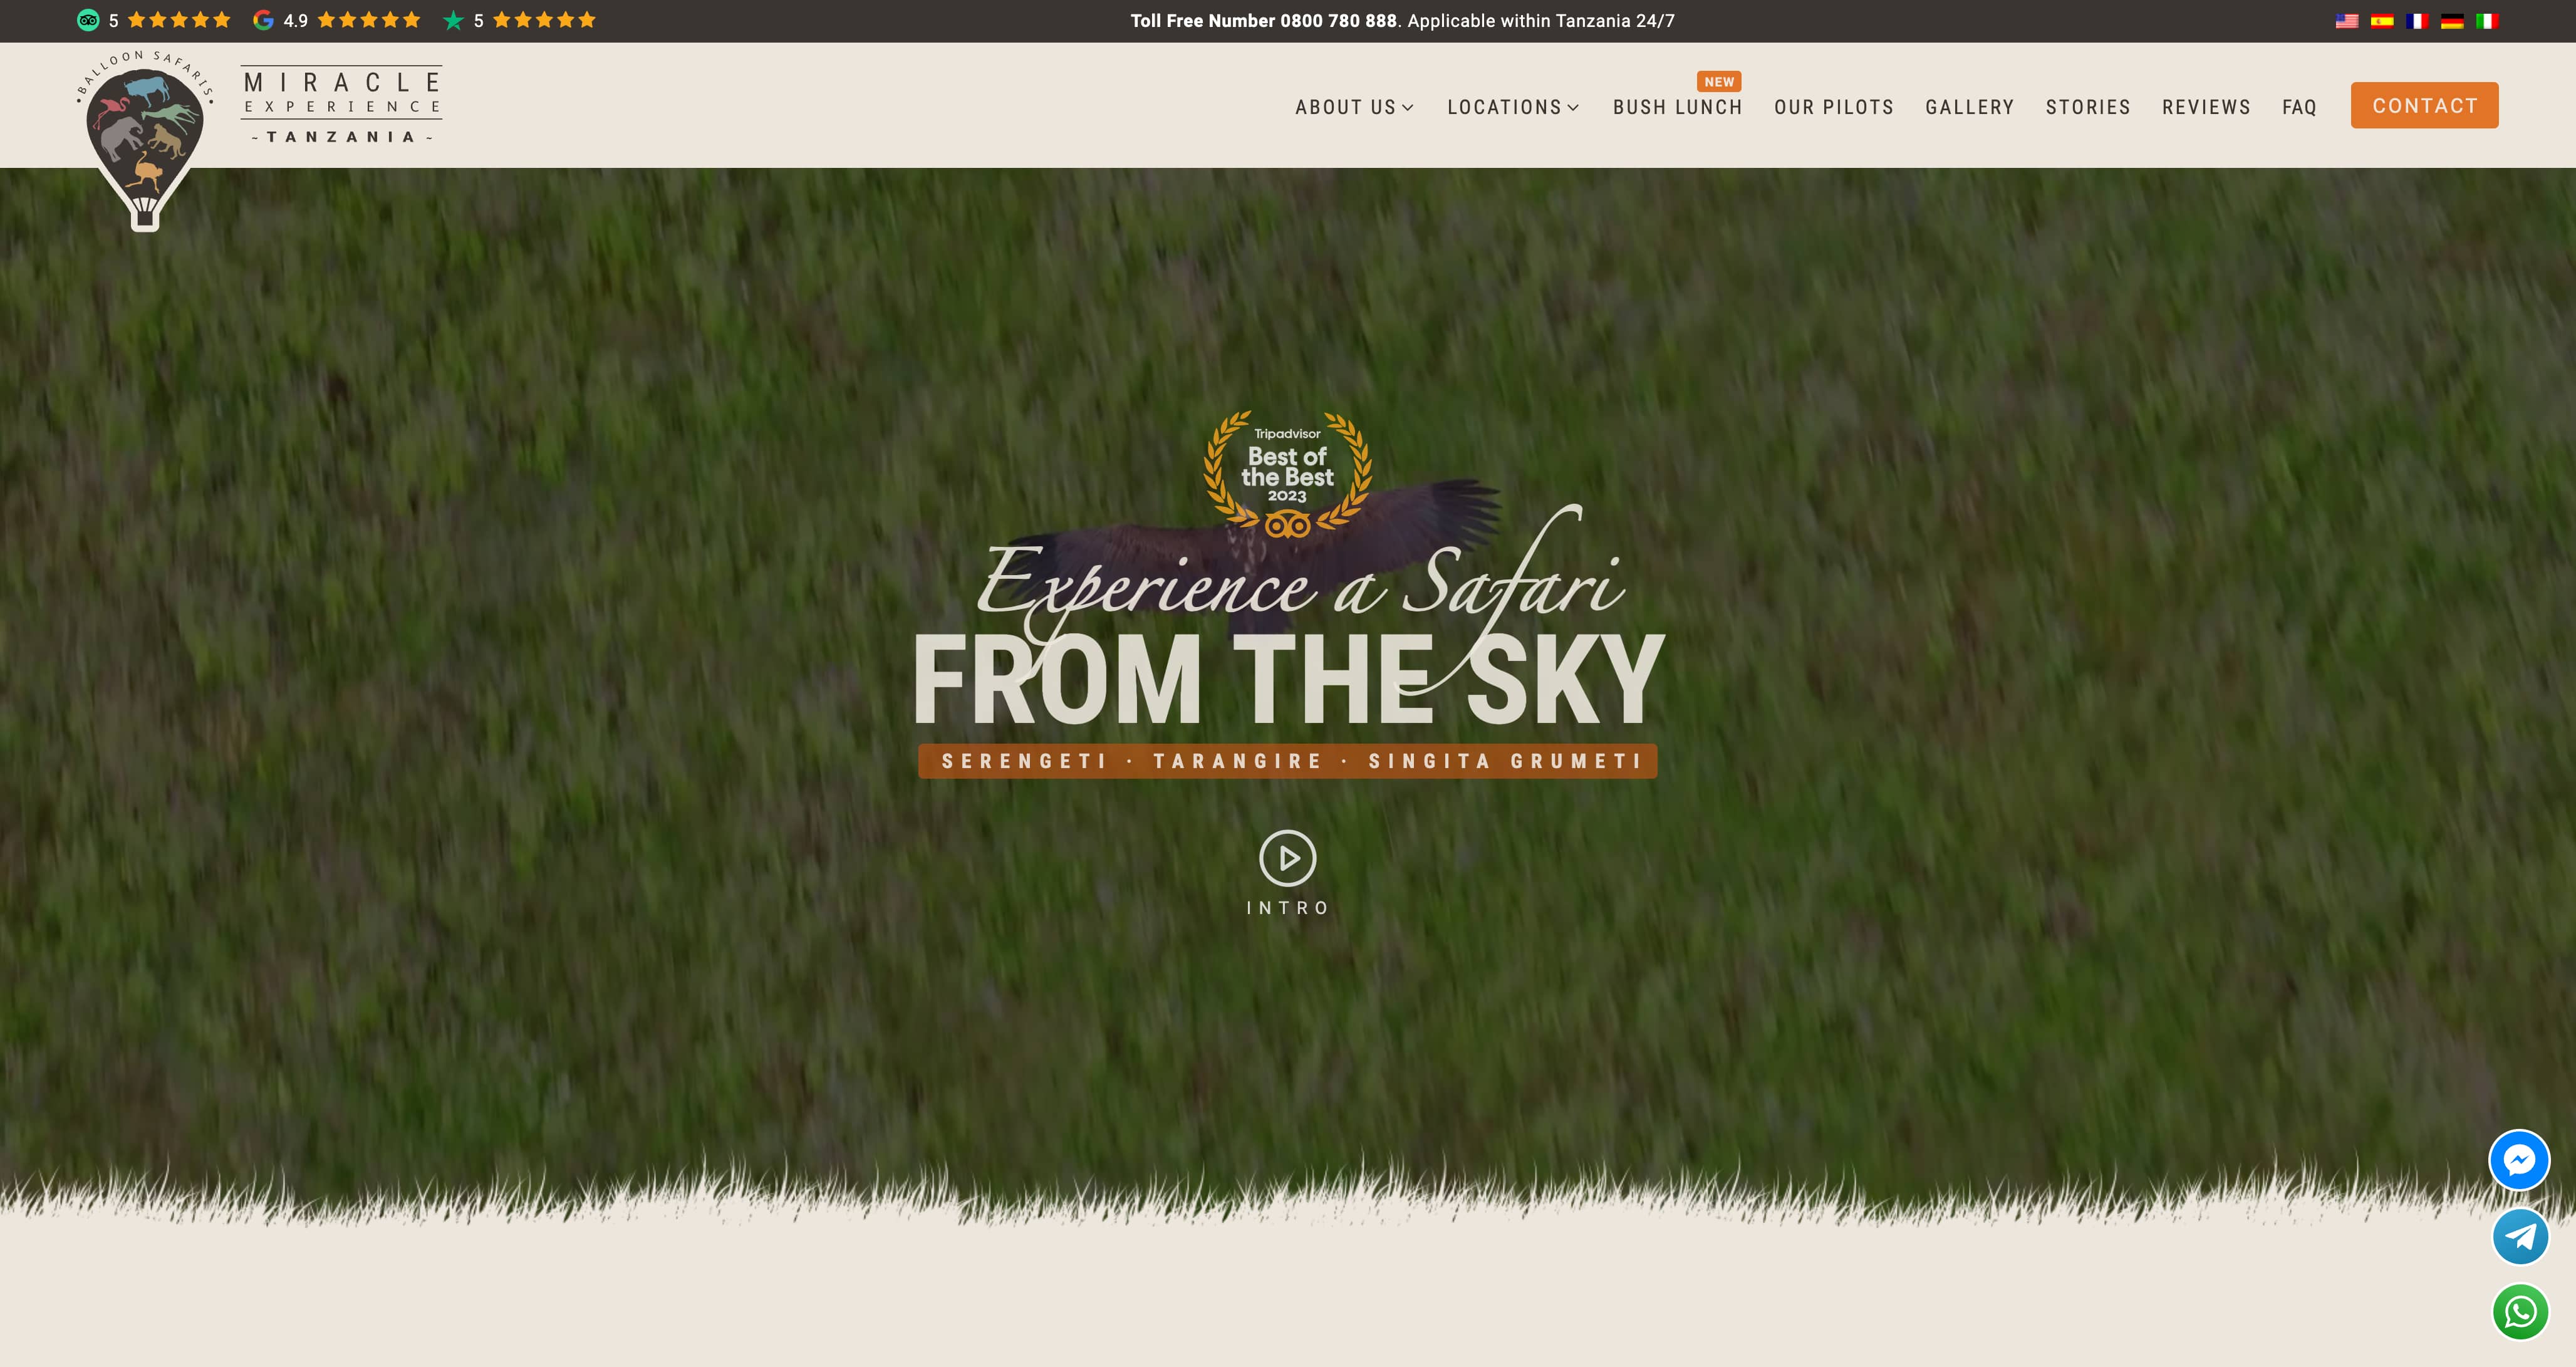 5 4.9 5
Toll Free Number 0800 780 888. Applicable within Tanzania 24/7
BALLOON SAFARIS
MIRACLE
EXPERIENCE
~ TANZANIA ~
NEW
ABOUT US LOCATIONS BUSH LUNCH OUR PILOTS GALLERY STORIES REVIEWS FAQ CONTACT
Tripadvisor
Best of
the Best
2023
Experience a Safari
FROM THE SKY
SERENGETI · TARANGIRE · SINGITA GRUMETI
INTRO